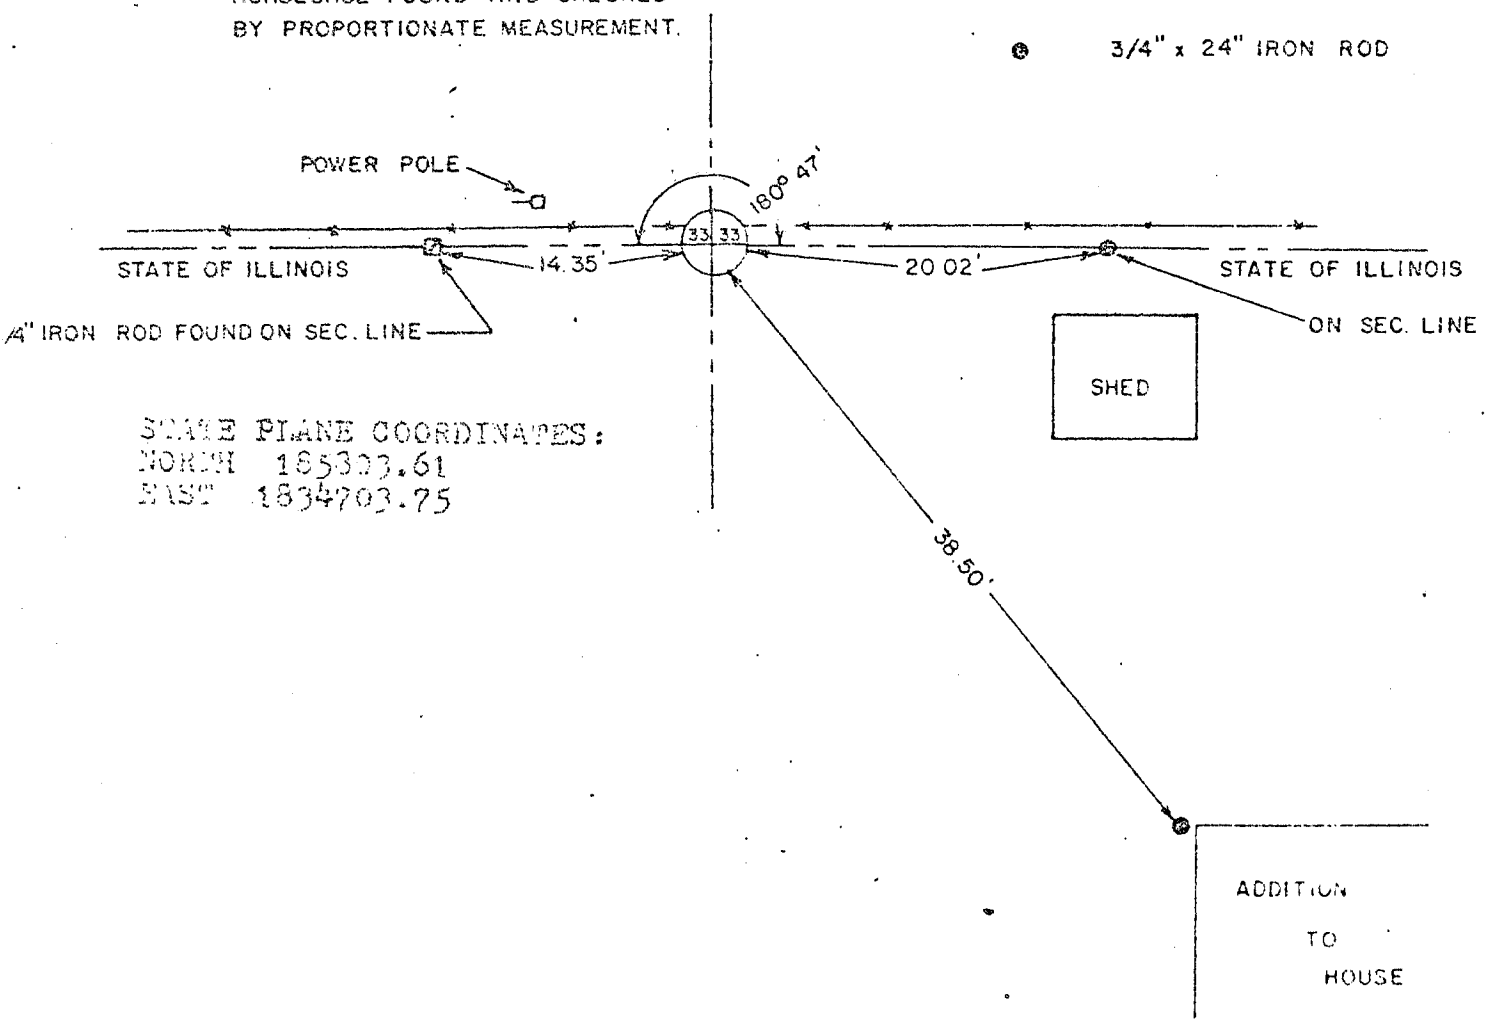 BY PROPORTIONATE MEASUREMENT.
3/4" x 24" IRON ROD
POWER POLE
180° 47'
33 33
STATE OF ILLINOIS
14.35'
20.02'
STATE OF ILLINOIS
IRON ROD FOUND ON SEC. LINE
ON SEC. LINE
SHED
STATE PLANE COORDINATES:
NORTH
EAST 1834703.75
38.50'
ADDITION
TO
HOUSE